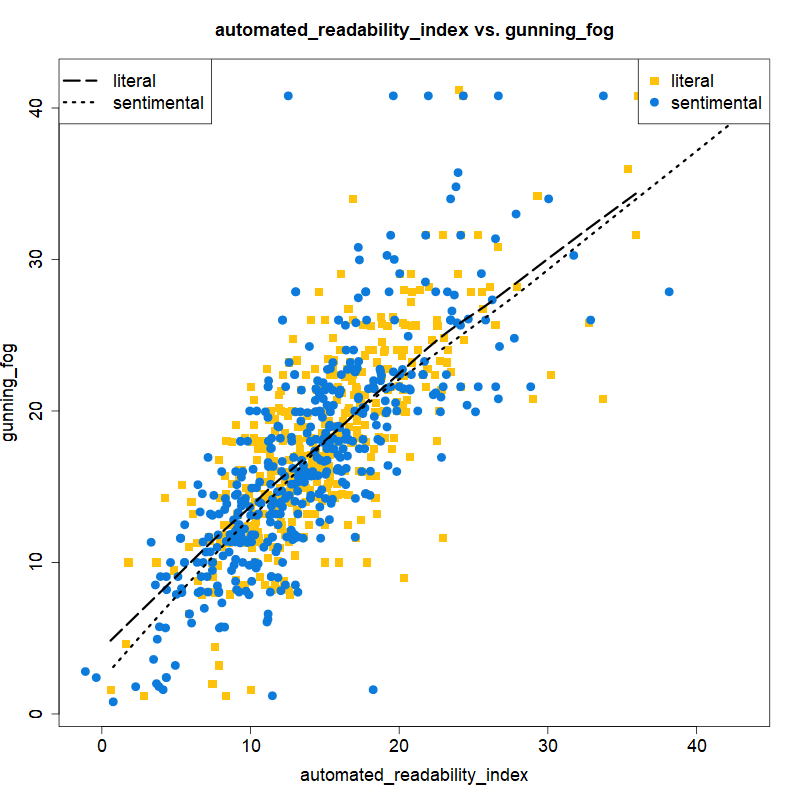 automated_readability_index vs. gunning_fog
literal
sentimental
literal
sentimental
gunning_fog
40
30
20
10
0
0 10 20 30 40
automated_readability_index